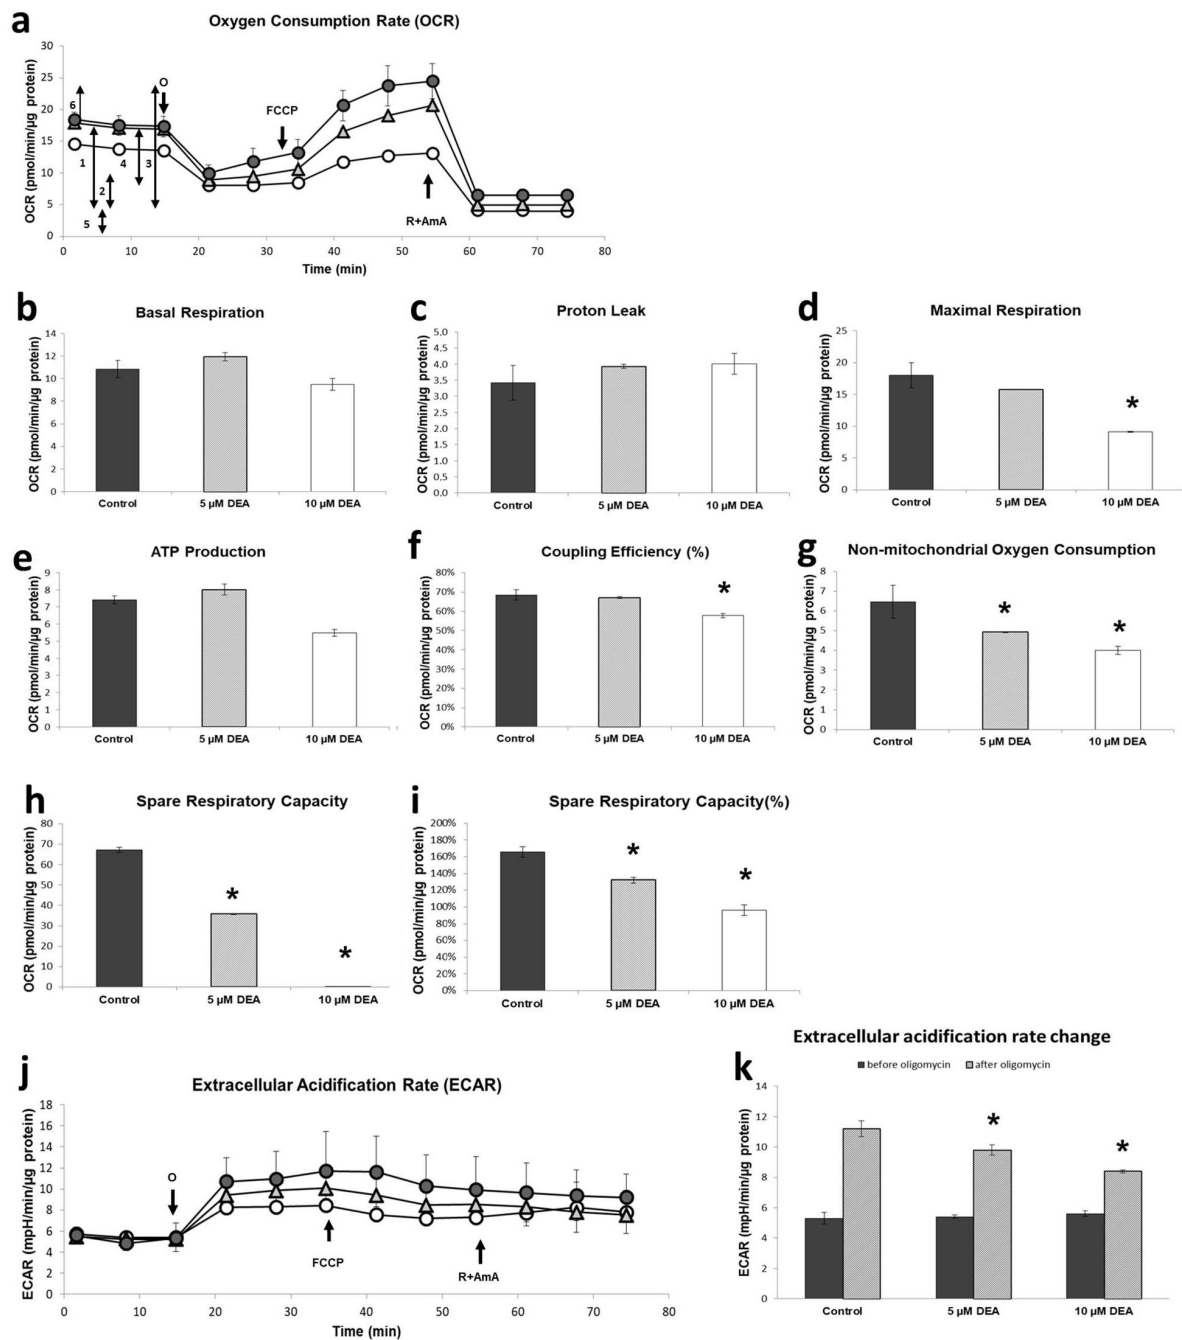 a
Oxygen Consumption Rate (OCR)
OCR (pmol/min/µg protein)
30
25
20
15
10
5
0
6
O
1
4
3
2
5
FCCP
R+AmA
0 10 20 30 40 50 60 70 80
Time (min)
b
Basal Respiration
OCR (pmol/min/µg protein)
14
12
10
8
6
4
2
0
Control 5 µM DEA 10 µM DEA
c
Proton Leak
OCR (pmol/min/µg protein)
5.0
4.5
4.0
3.5
3.0
2.5
2.0
1.5
1.0
0.5
0.0
Control 5 µM DEA 10 µM DEA
d
Maximal Respiration
OCR (pmol/min/µg protein)
25
20
15
10
5
0
*
Control 5 µM DEA 10 µM DEA
e
ATP Production
OCR (pmol/min/µg protein)
9
8
7
6
5
4
3
2
1
0
Control 5 µM DEA 10 µM DEA
f
Coupling Efficiency (%)
OCR (pmol/min/µg protein)
80%
70%
60%
50%
40%
30%
20%
10%
0%
*
Control 5 µM DEA 10 µM DEA
g
Non-mitochondrial Oxygen Consumption
OCR (pmol/min/µg protein)
8
7
6
5
4
3
2
1
0
* *
Control 5 µM DEA 10 µM DEA
h
Spare Respiratory Capacity
OCR (pmol/min/µg protein)
80
70
60
50
40
30
20
10
0
* *
Control 5 µM DEA 10 µM DEA
i
Spare Respiratory Capacity(%)
OCR (pmol/min/µg protein)
200%
180%
160%
140%
120%
100%
80%
60%
40%
20%
0%
* *
Control 5 µM DEA 10 µM DEA
j
Extracellular Acidification Rate (ECAR)
ECAR (mpH/min/µg protein)
18
16
14
12
10
8
6
4
2
0
O
FCCP
R+AmA
0 10 20 30 40 50 60 70 80
Time (min)
k
Extracellular acidification rate change
before oligomycin after oligomycin
ECAR (mpH/min/µg protein)
14
12
10
8
6
4
2
0
* *
Control 5 µM DEA 10 µM DEA